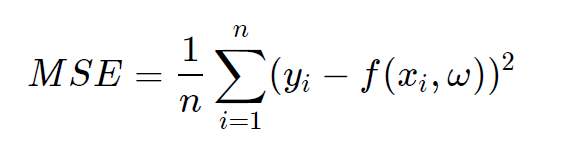 MSE = \frac{1}{n} \sum_{i=1}^{n} (y_i - f(x_i, \omega))^2